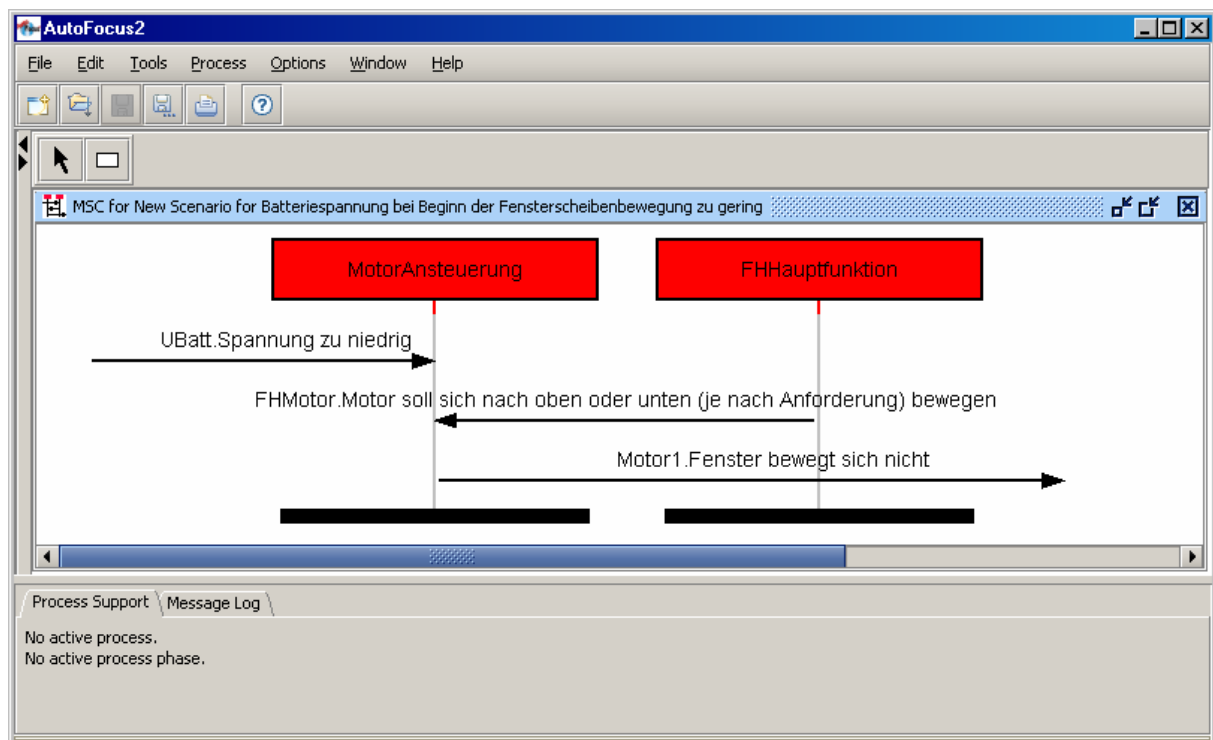 AutoFocus2
File Edit Tools Process Options Window Help
MSC for New Scenario for Batteriespannung bei Beginn der Fensterscheibenbewegung zu gering
MotorAnsteuerung FHHauptfunktion
UBatt.Spannung zu niedrig
FHMotor.Motor soll sich nach oben oder unten (je nach Anforderung) bewegen
Motor1.Fenster bewegt sich nicht
Process Support Message Log
No active process.
No active process phase.